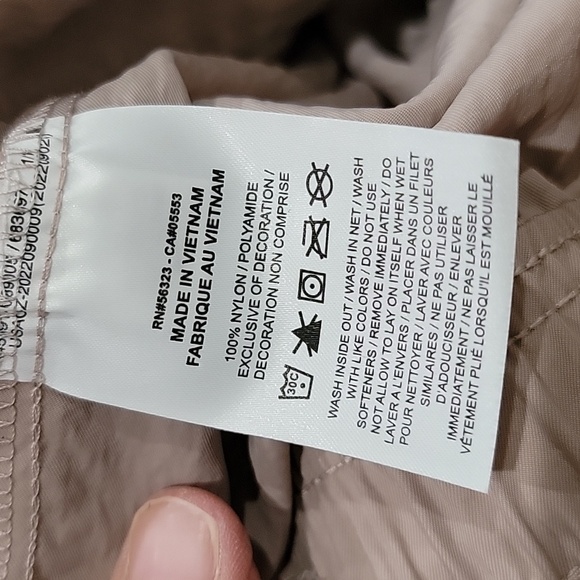 RN#56323 - CA#05553
MADE IN VIETNAM
FABRIQUE AU VIETNAM
100% NYLON / POLYAMIDE
EXCLUSIVE OF DECORATION /
DECORATION NON COMPRISE
30C
WASH INSIDE OUT / WASH IN NET / WASH
WITH LIKE COLORS / DO NOT USE
SOFTENERS / REMOVE IMMEDIATELY / DO
NOT ALLOW TO LAY ON ITSELF WHEN WET
LAVER A L'ENVERS / PLACER DANS UN FILET
POUR NETTOYER / LAVER AVEC COULEURS
SIMILAIRES / NE PAS UTILISER
D'ADOUCISSEUR / ENLEVER
IMMEDIATEMENT / NE PAS LAISSER LE
VÊTEMENT PLIÉ LORSQU'IL EST MOUILLÉ